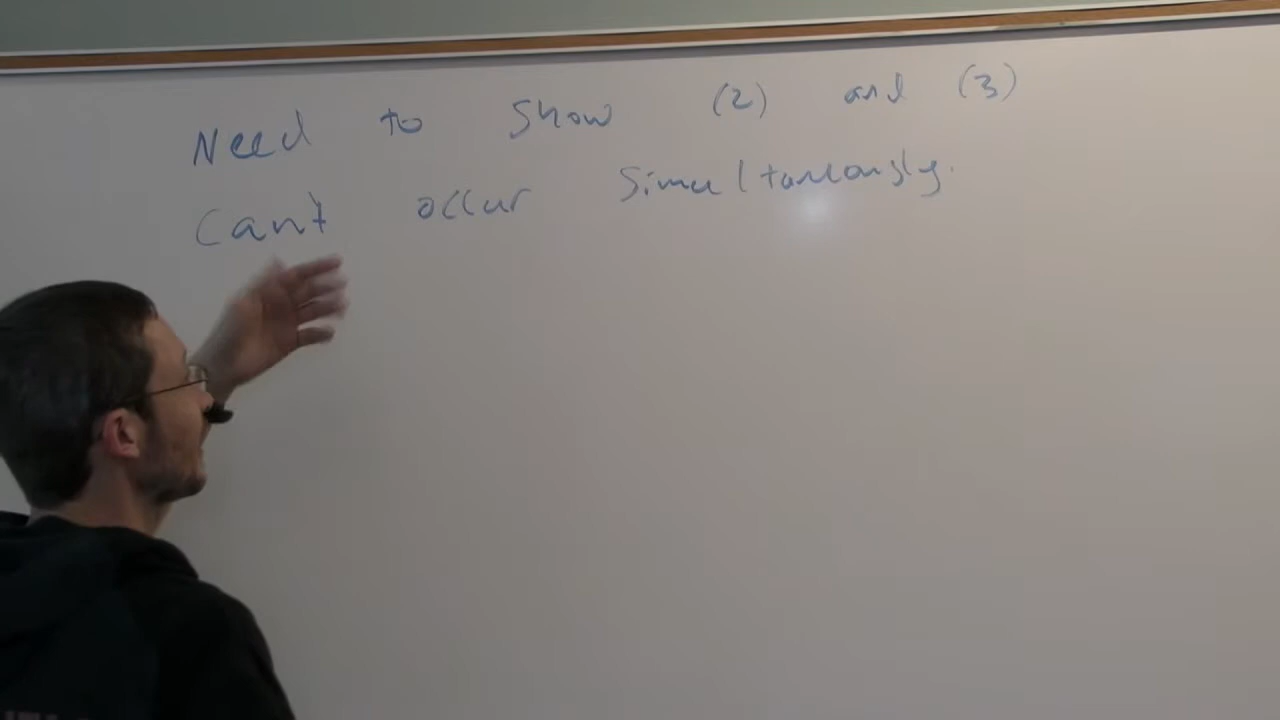 Need to show (2) and (3)
can't occur simultaneously.